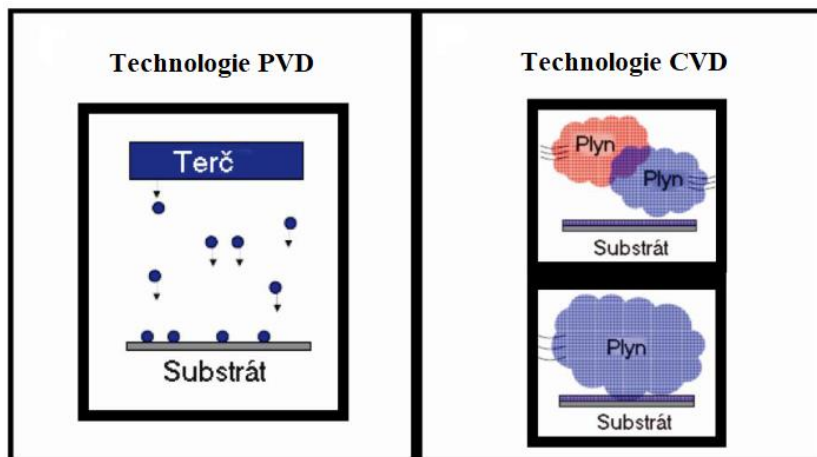 Technologie PVD
Terč
Substrát
Technologie CVD
Plyn
Plyn
Substrát
Plyn
Substrát